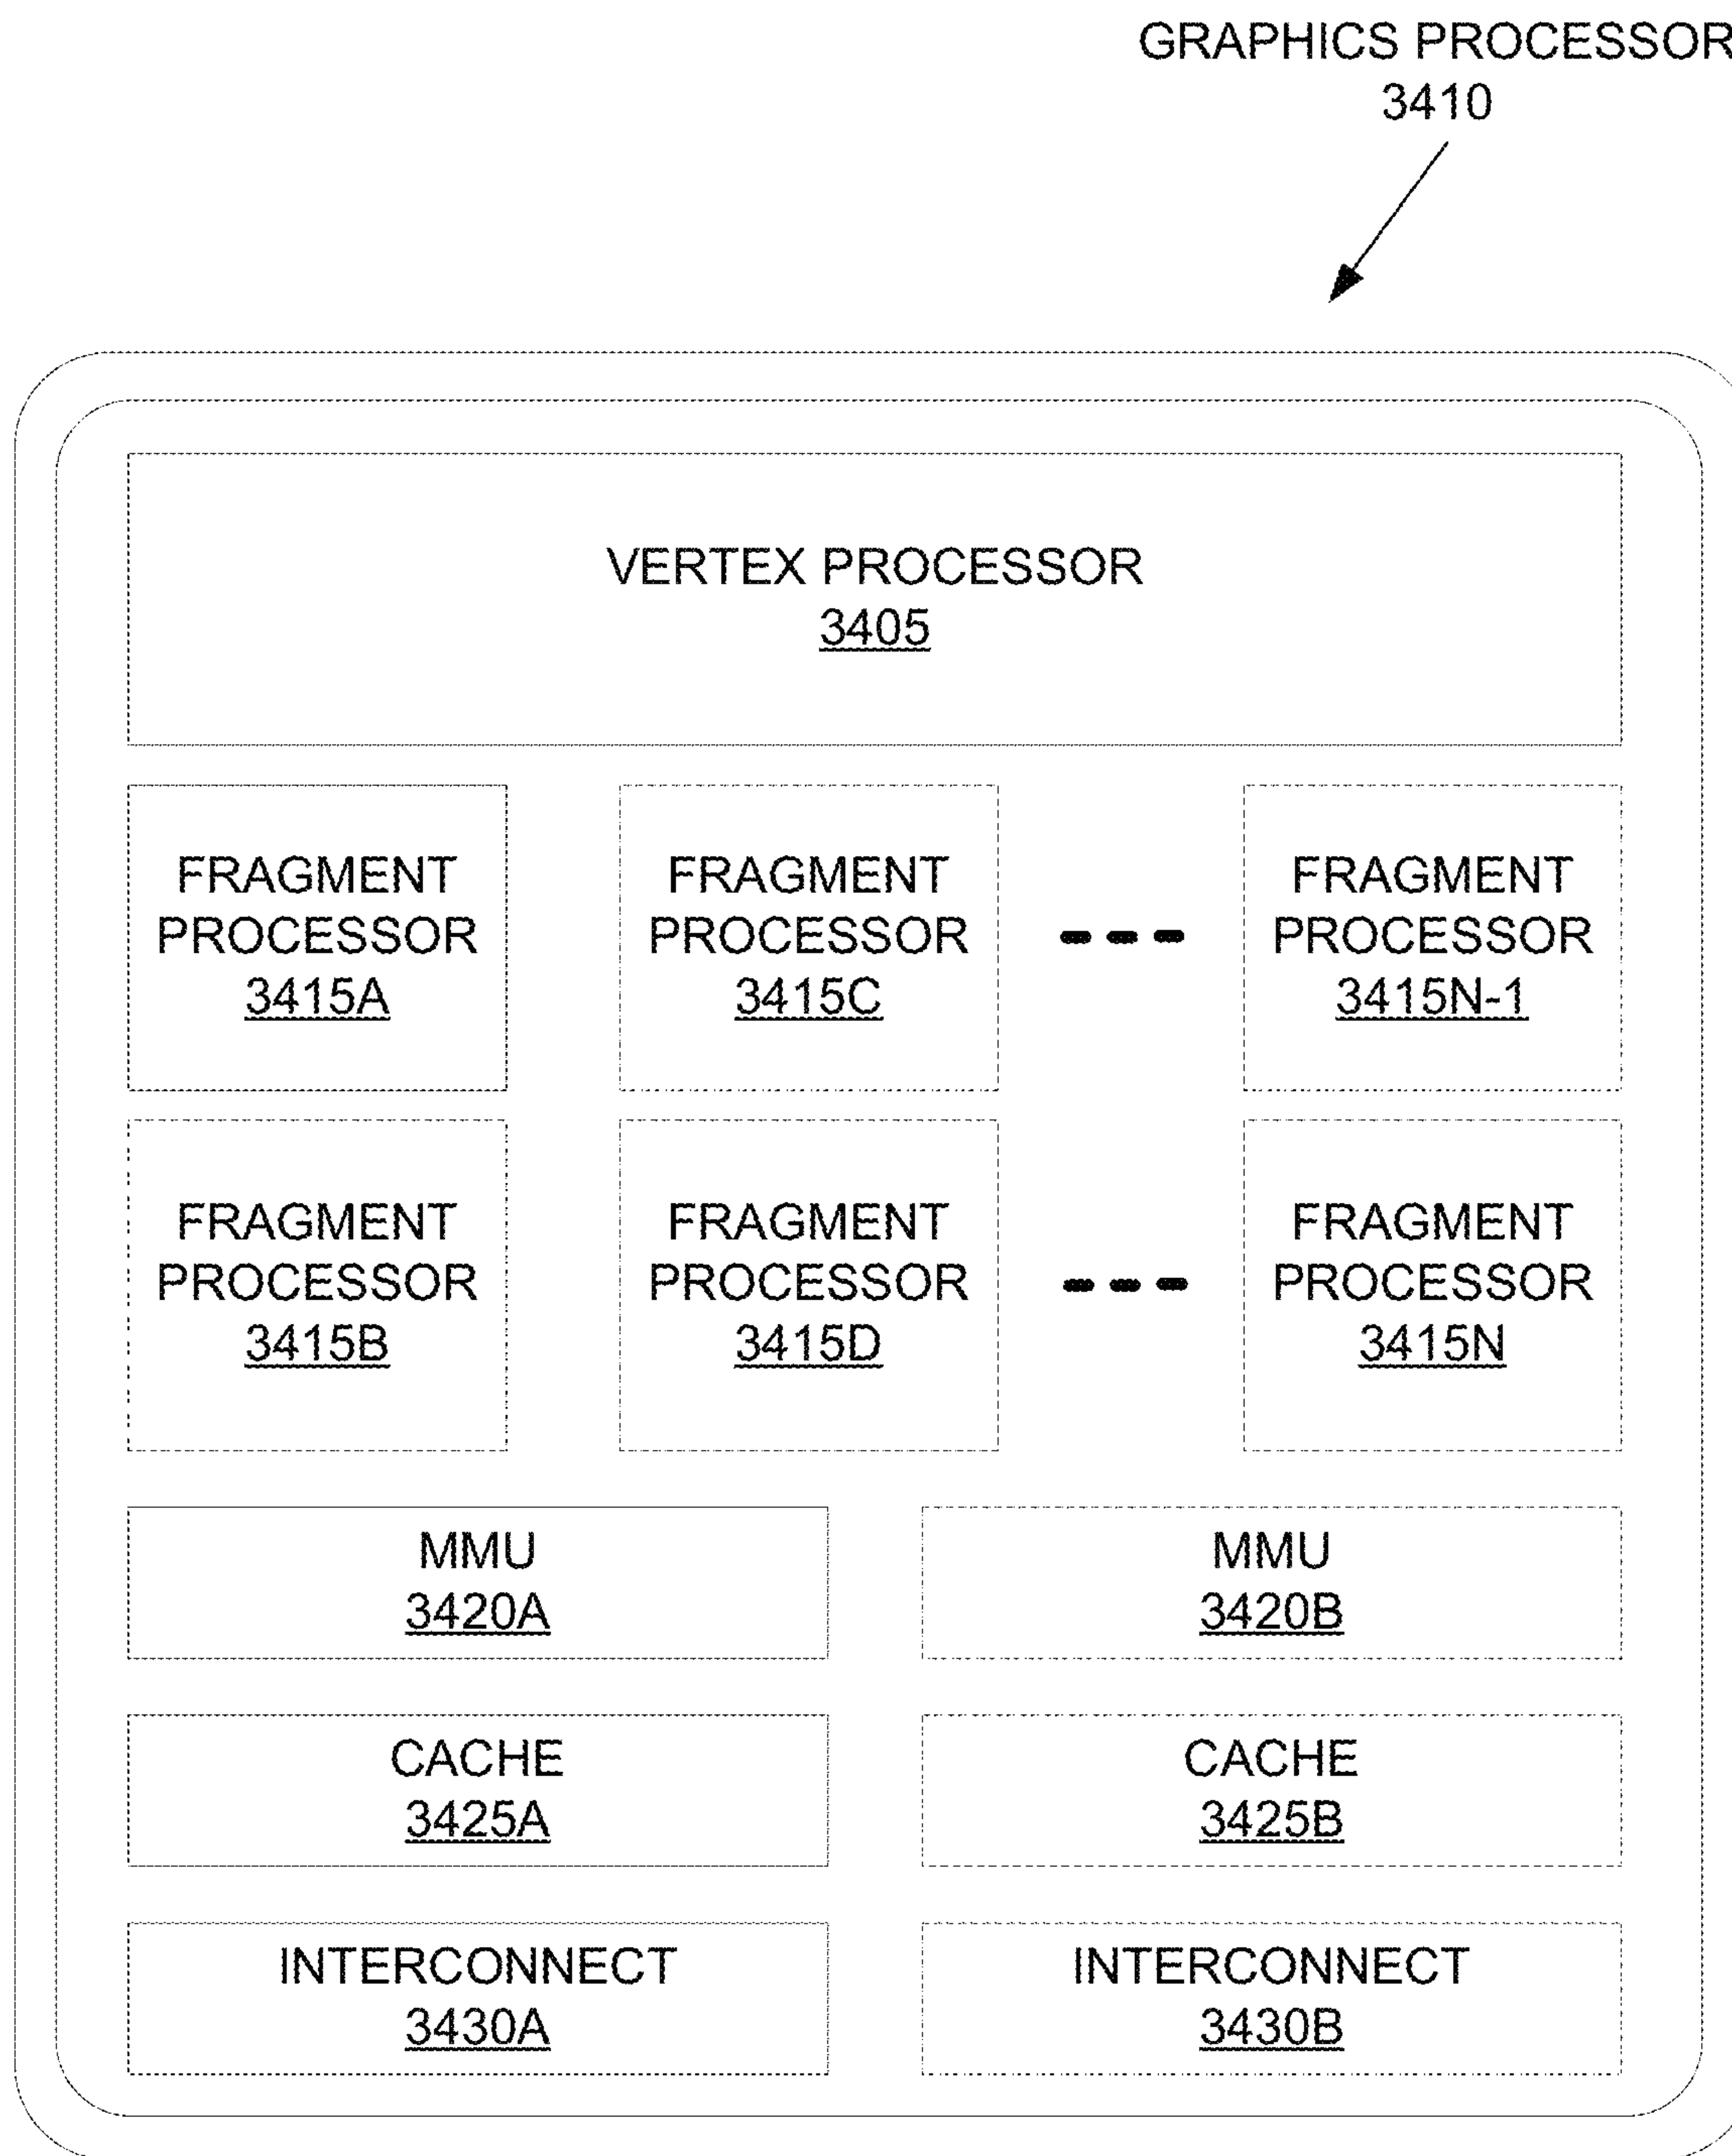 GRAPHICS PROCESSOR
3410
VERTEX PROCESSOR
3405
FRAGMENT
PROCESSOR
3415A
FRAGMENT
PROCESSOR
3415C
FRAGMENT
PROCESSOR
3415N-1
FRAGMENT
PROCESSOR
3415B
FRAGMENT
PROCESSOR
3415D
FRAGMENT
PROCESSOR
3415N
MMU
3420A
MMU
3420B
CACHE
3425A
CACHE
3425B
INTERCONNECT
3430A
INTERCONNECT
3430B